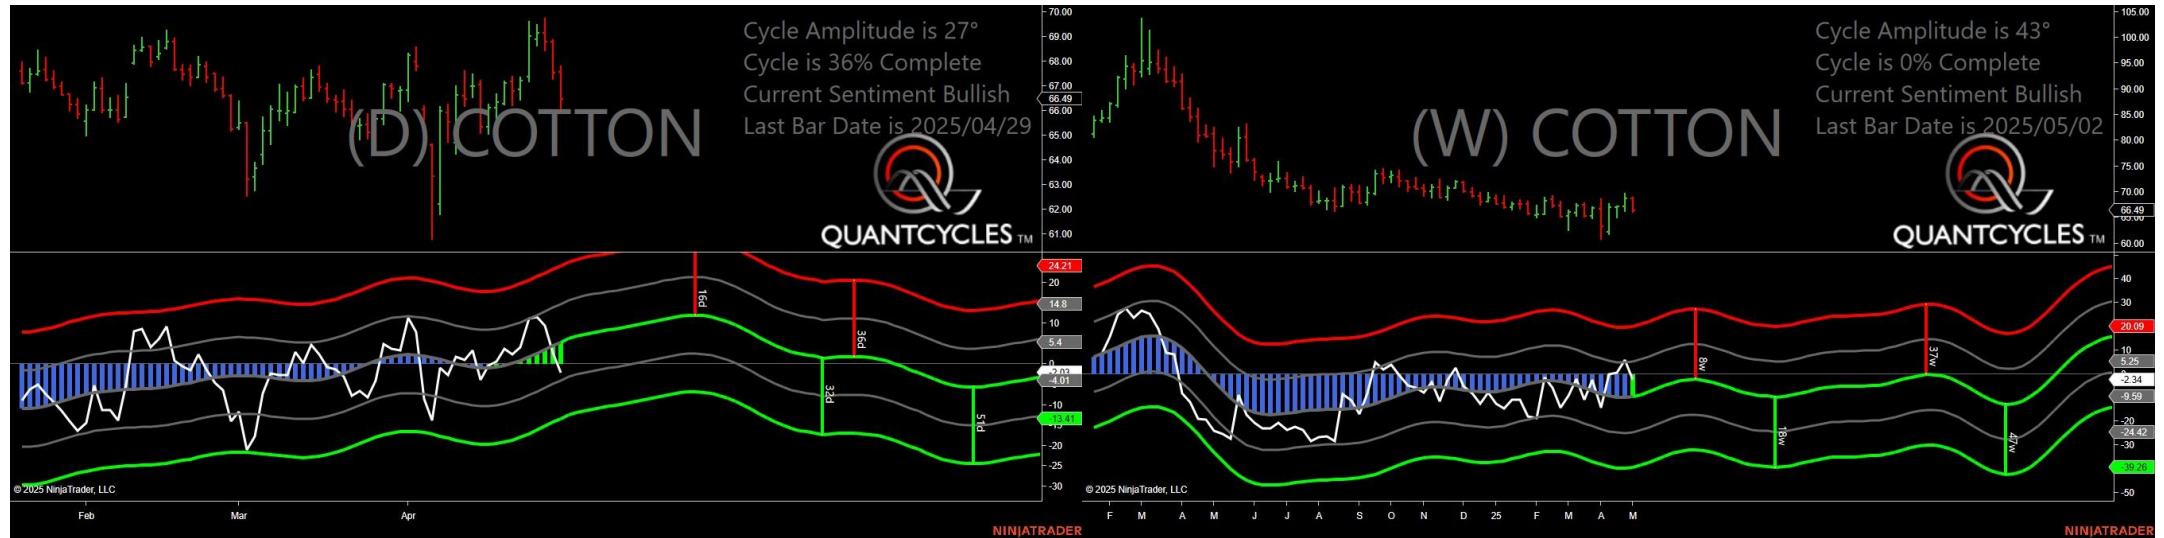 Cycle Amplitude is 27°
Cycle is 36% Complete
Current Sentiment Bullish
Last Bar Date is 2025/04/29
(D) COTTON
QUANTCYCLES TM
70.00
69.00
68.00
67.00
66.49
66.00
65.00
64.00
63.00
62.00
61.00
24.21
20
14.8
10
5.4
0
-4.01
-10
-13.41
-20
-25
-30
16d
36d
32d
51d
© 2025 NinjaTrader, LLC
Feb
Mar
Apr
NINJATRADER
Cycle Amplitude is 43°
Cycle is 0% Complete
Current Sentiment Bullish
Last Bar Date is 2025/05/02
(W) COTTON
QUANTCYCLES TM
105.00
100.00
95.00
90.00
85.00
80.00
75.00
70.00
66.49
60.00
40
30
20.09
10
5.25
-2.34
-9.59
-20
-24.42
-30
-39.26
-50
8w
37w
18w
47w
© 2025 NinjaTrader, LLC
F
M
A
M
J
J
A
S
O
N
D
25
F
M
A
M
NINJATRADER